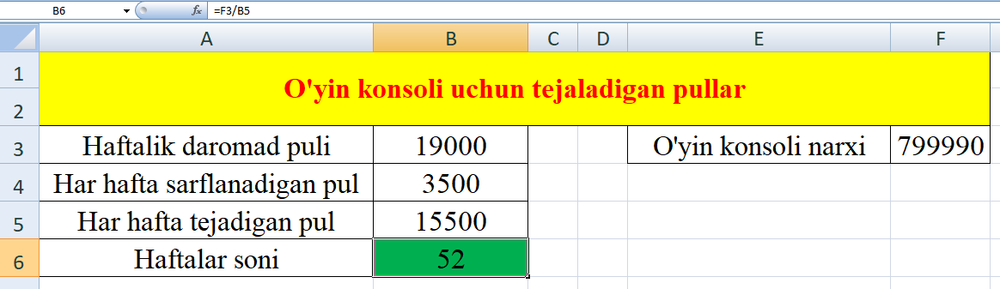 B6 fx =F3/B5
A B C D E F
1 O'yin konsoli uchun tejaladigan pullar
2
3 Haftalik daromad puli 19000 O'yin konsoli narxi 799990
4 Har hafta sarflanadigan pul 3500
5 Har hafta tejadigan pul 15500
6 Haftalar soni 52